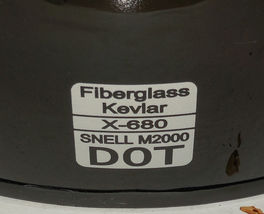 Fiberglass
Kevlar
X-680
SNELL M2000
DOT